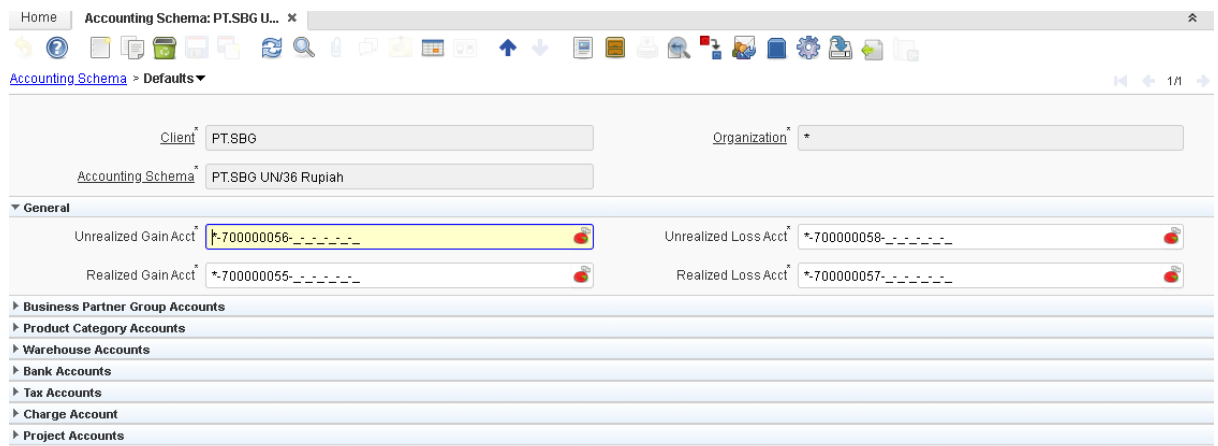 Home Accounting Schema: PT.SBG U... ×
Accounting Schema > Defaults 1/1
Client* PT.SBG Organization* *
Accounting Schema* PT.SBG UN/36 Rupiah
General
Unrealized Gain Acct* *-700000056-_-_-_-_-_-_ Unrealized Loss Acct* *-700000058-_-_-_-_-_-_
Realized Gain Acct* *-700000055-_-_-_-_-_-_ Realized Loss Acct* *-700000057-_-_-_-_-_-_
Business Partner Group Accounts
Product Category Accounts
Warehouse Accounts
Bank Accounts
Tax Accounts
Charge Account
Project Accounts